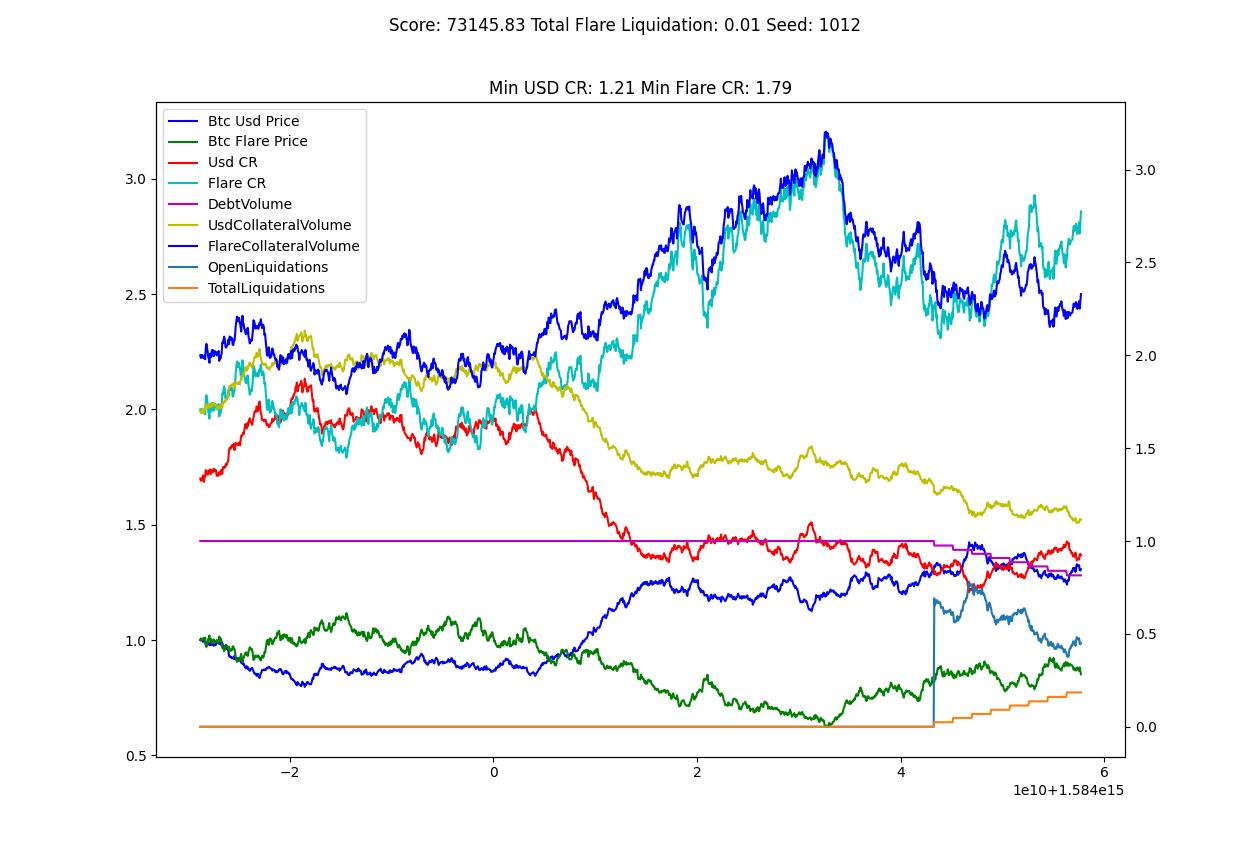 Score: 73145.83 Total Flare Liquidation: 0.01 Seed: 1012
Min USD CR: 1.21 Min Flare CR: 1.79
Btc Usd Price
Btc Flare Price
Usd CR
Flare CR
DebtVolume
UsdCollateralVolume
FlareCollateralVolume
OpenLiquidations
TotalLiquidations
3.0
2.5
2.0
1.5
1.0
0.5
3.0
2.5
2.0
1.5
1.0
0.5
0.0
−2
0
2
4
6
1e10+1.584e15